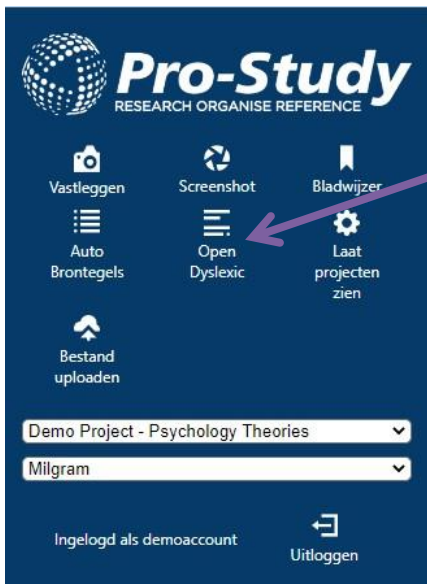 Pro-Study
RESEARCH ORGANISE REFERENCE
Vastleggen
Screenshot
Bladwijzer
Auto
Brontegels
Open
Dyslexic
Laat
projecten
zien
Bestand
uploaden
Demo Project - Psychology Theories
Milgram
Ingelogd als demoaccount
Uitloggen